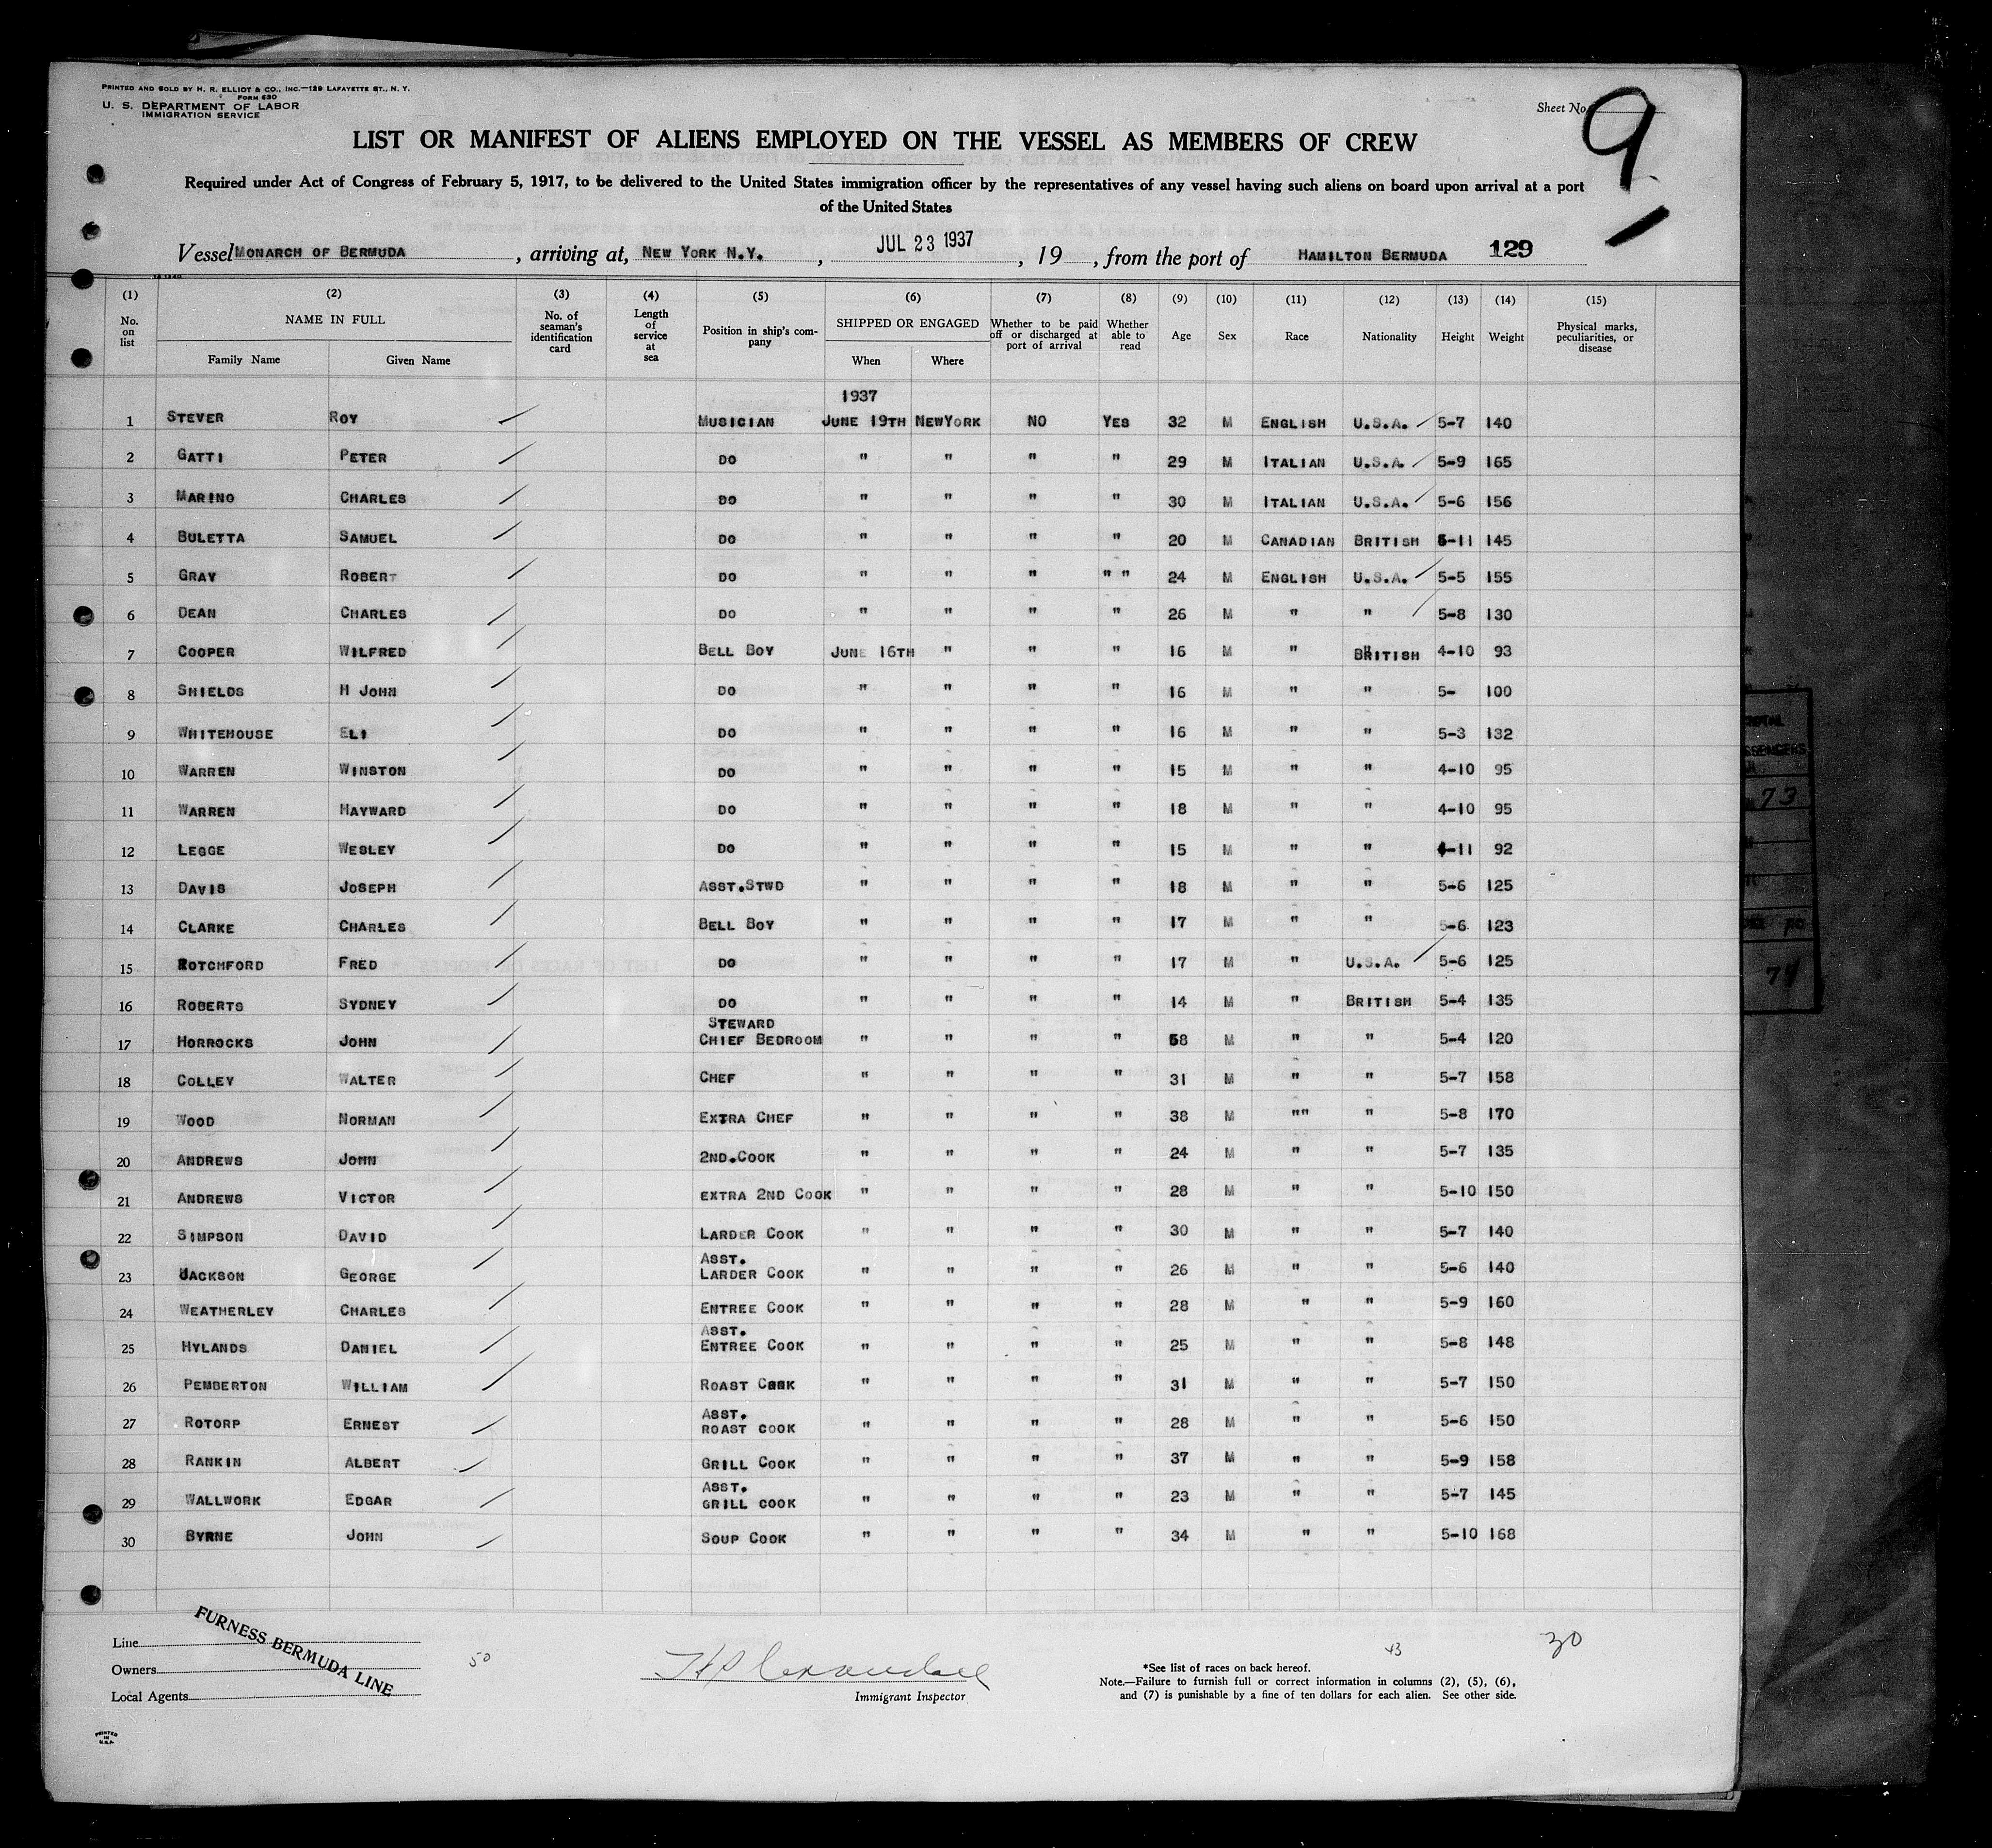 PRINTED AND SOLD BY H. R. ELLIOT & CO., INC.—129 LAFAYETTE ST., N. Y.
FORM 630
U. S. DEPARTMENT OF LABOR
IMMIGRATION SERVICE
Sheet No. 9
LIST OR MANIFEST OF ALIENS EMPLOYED ON THE VESSEL AS MEMBERS OF CREW
Required under Act of Congress of February 5, 1917, to be delivered to the United States immigration officer by the representatives of any vessel having such aliens on board upon arrival at a port
of the United States
Vessel MONARCH OF BERMUDA, arriving at, NEW YORK N.Y., JUL 23 1937, 19 , from the port of HAMILTON BERMUDA 129
(1) (2) (3) (4) (5) (6) (7) (8) (9) (10) (11) (12) (13) (14) (15)
No. on list NAME IN FULL Family Name Given Name No. of seaman's identification card Length of service at sea Position in ship's company SHIPPED OR ENGAGED When Where Whether to be paid off or discharged at port of arrival Whether able to read Age Sex Race Nationality Height Weight Physical marks, peculiarities, or disease
1937
1 STEVER ROY MUSICIAN JUNE 19TH NEWYORK NO YES 32 M ENGLISH U.S.A. 5-7 140
2 GATTI PETER DO " " " " 29 M ITALIAN U.S.A. 5-9 165
3 MARINO CHARLES DO " " " " 30 M ITALIAN U.S.A. 5-6 156
4 BULETTA SAMUEL DO " " " " 20 M CANADIAN BRITISH 5-11 145
5 GRAY ROBERT DO " " " " " 24 M ENGLISH U.S.A. 5-5 155
6 DEAN CHARLES DO " " " " 26 M " " 5-8 130
7 COOPER WILFRED BELL BOY JUNE 16TH " " " 16 M " BRITISH 4-10 93
8 SHIELDS H JOHN DO " " " " 16 M " " 5- 100
9 WHITEHOUSE ELI DO " " " " 16 M " " 5-3 132
10 WARREN WINSTON DO " " " " 15 M " " 4-10 95
11 WARREN HAYWARD DO " " " " 18 M " " 4-10 95
12 LEGGE WESLEY DO " " " " 15 M " " 4-11 92
13 DAVIS JOSEPH ASST.STWD " " " " 18 M " " 5-6 125
14 CLARKE CHARLES BELL BOY " " " " 17 M " " 5-6 123
15 ROTCHFORD FRED DO " " " " 17 M " U.S.A. 5-6 125
16 ROBERTS SYDNEY DO " " " " 14 M " BRITISH 5-4 135
STEWARD
17 HORROCKS JOHN CHIEF BEDROOM " " " " 58 M " " 5-4 120
18 COLLEY WALTER CHEF " " " " 31 M " " 5-7 158
19 WOOD NORMAN EXTRA CHEF " " " " 38 M "" " 5-8 170
20 ANDREWS JOHN 2ND.COOK " " " " 24 M " " 5-7 135
21 ANDREWS VICTOR EXTRA 2ND COOK " " " " 28 M " " 5-10 150
22 SIMPSON DAVID LARDER COOK " " " " 30 M " " 5-7 140
ASST.
23 JACKSON GEORGE LARDER COOK " " " " 26 M " " 5-6 140
24 WEATHERLEY CHARLES ENTREE COOK " " " " 28 M " " 5-9 160
ASST.
25 HYLANDS DANIEL ENTREE COOK " " " " 25 M " " 5-8 148
26 PEMBERTON WILLIAM ROAST COOK " " " " 31 M " " 5-7 150
ASST.
27 ROTORP ERNEST ROAST COOK " " " " 28 M " " 5-6 150
28 RANKIN ALBERT GRILL COOK " " " " 37 M " " 5-9 158
ASST.
29 WALLWORK EDGAR GRILL COOK " " " " 23 M " " 5-7 145
30 BYRNE JOHN SOUP COOK " " " " 34 M " " 5-10 168
Line
Owners
Local Agents
FURNESS BERMUDA LINE
50
Immigrant Inspector
43
30
*See list of races on back hereof.
Note.—Failure to furnish full or correct information in columns (2), (5), (6),
and (7) is punishable by a fine of ten dollars for each alien. See other side.
PRINTED
IN
U.S.A.
73